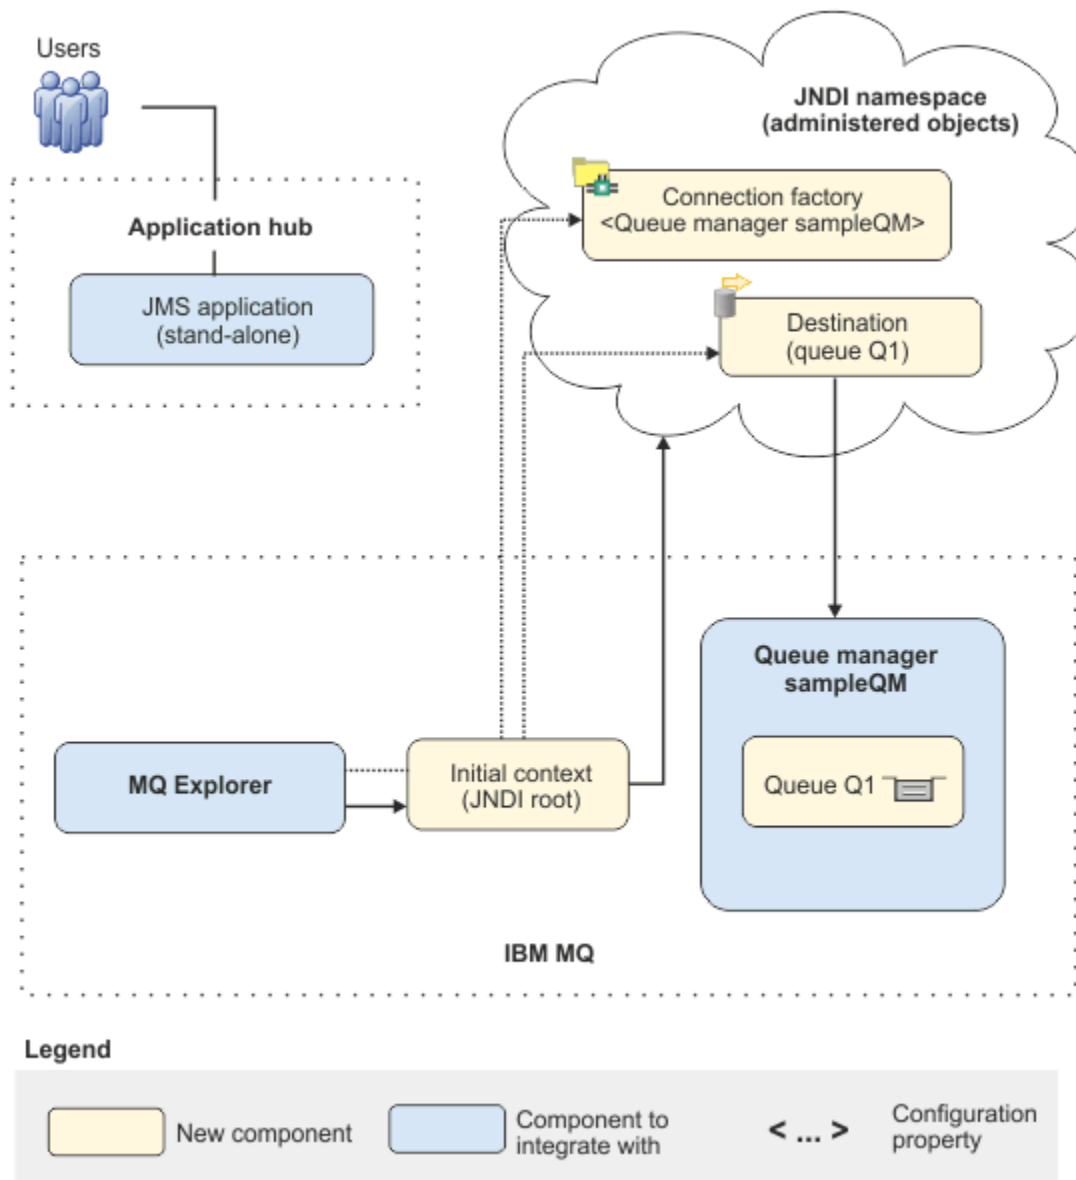 Users
JNDI namespace
(administered objects)
Connection factory
<Queue manager sampleQM>
Application hub
JMS application
(stand-alone)
Destination
(queue Q1)
Queue manager
sampleQM
MQ Explorer
Initial context
(JNDI root)
Queue Q1
IBM MQ
Legend
New component
Component to
integrate with
< ... >
Configuration
property